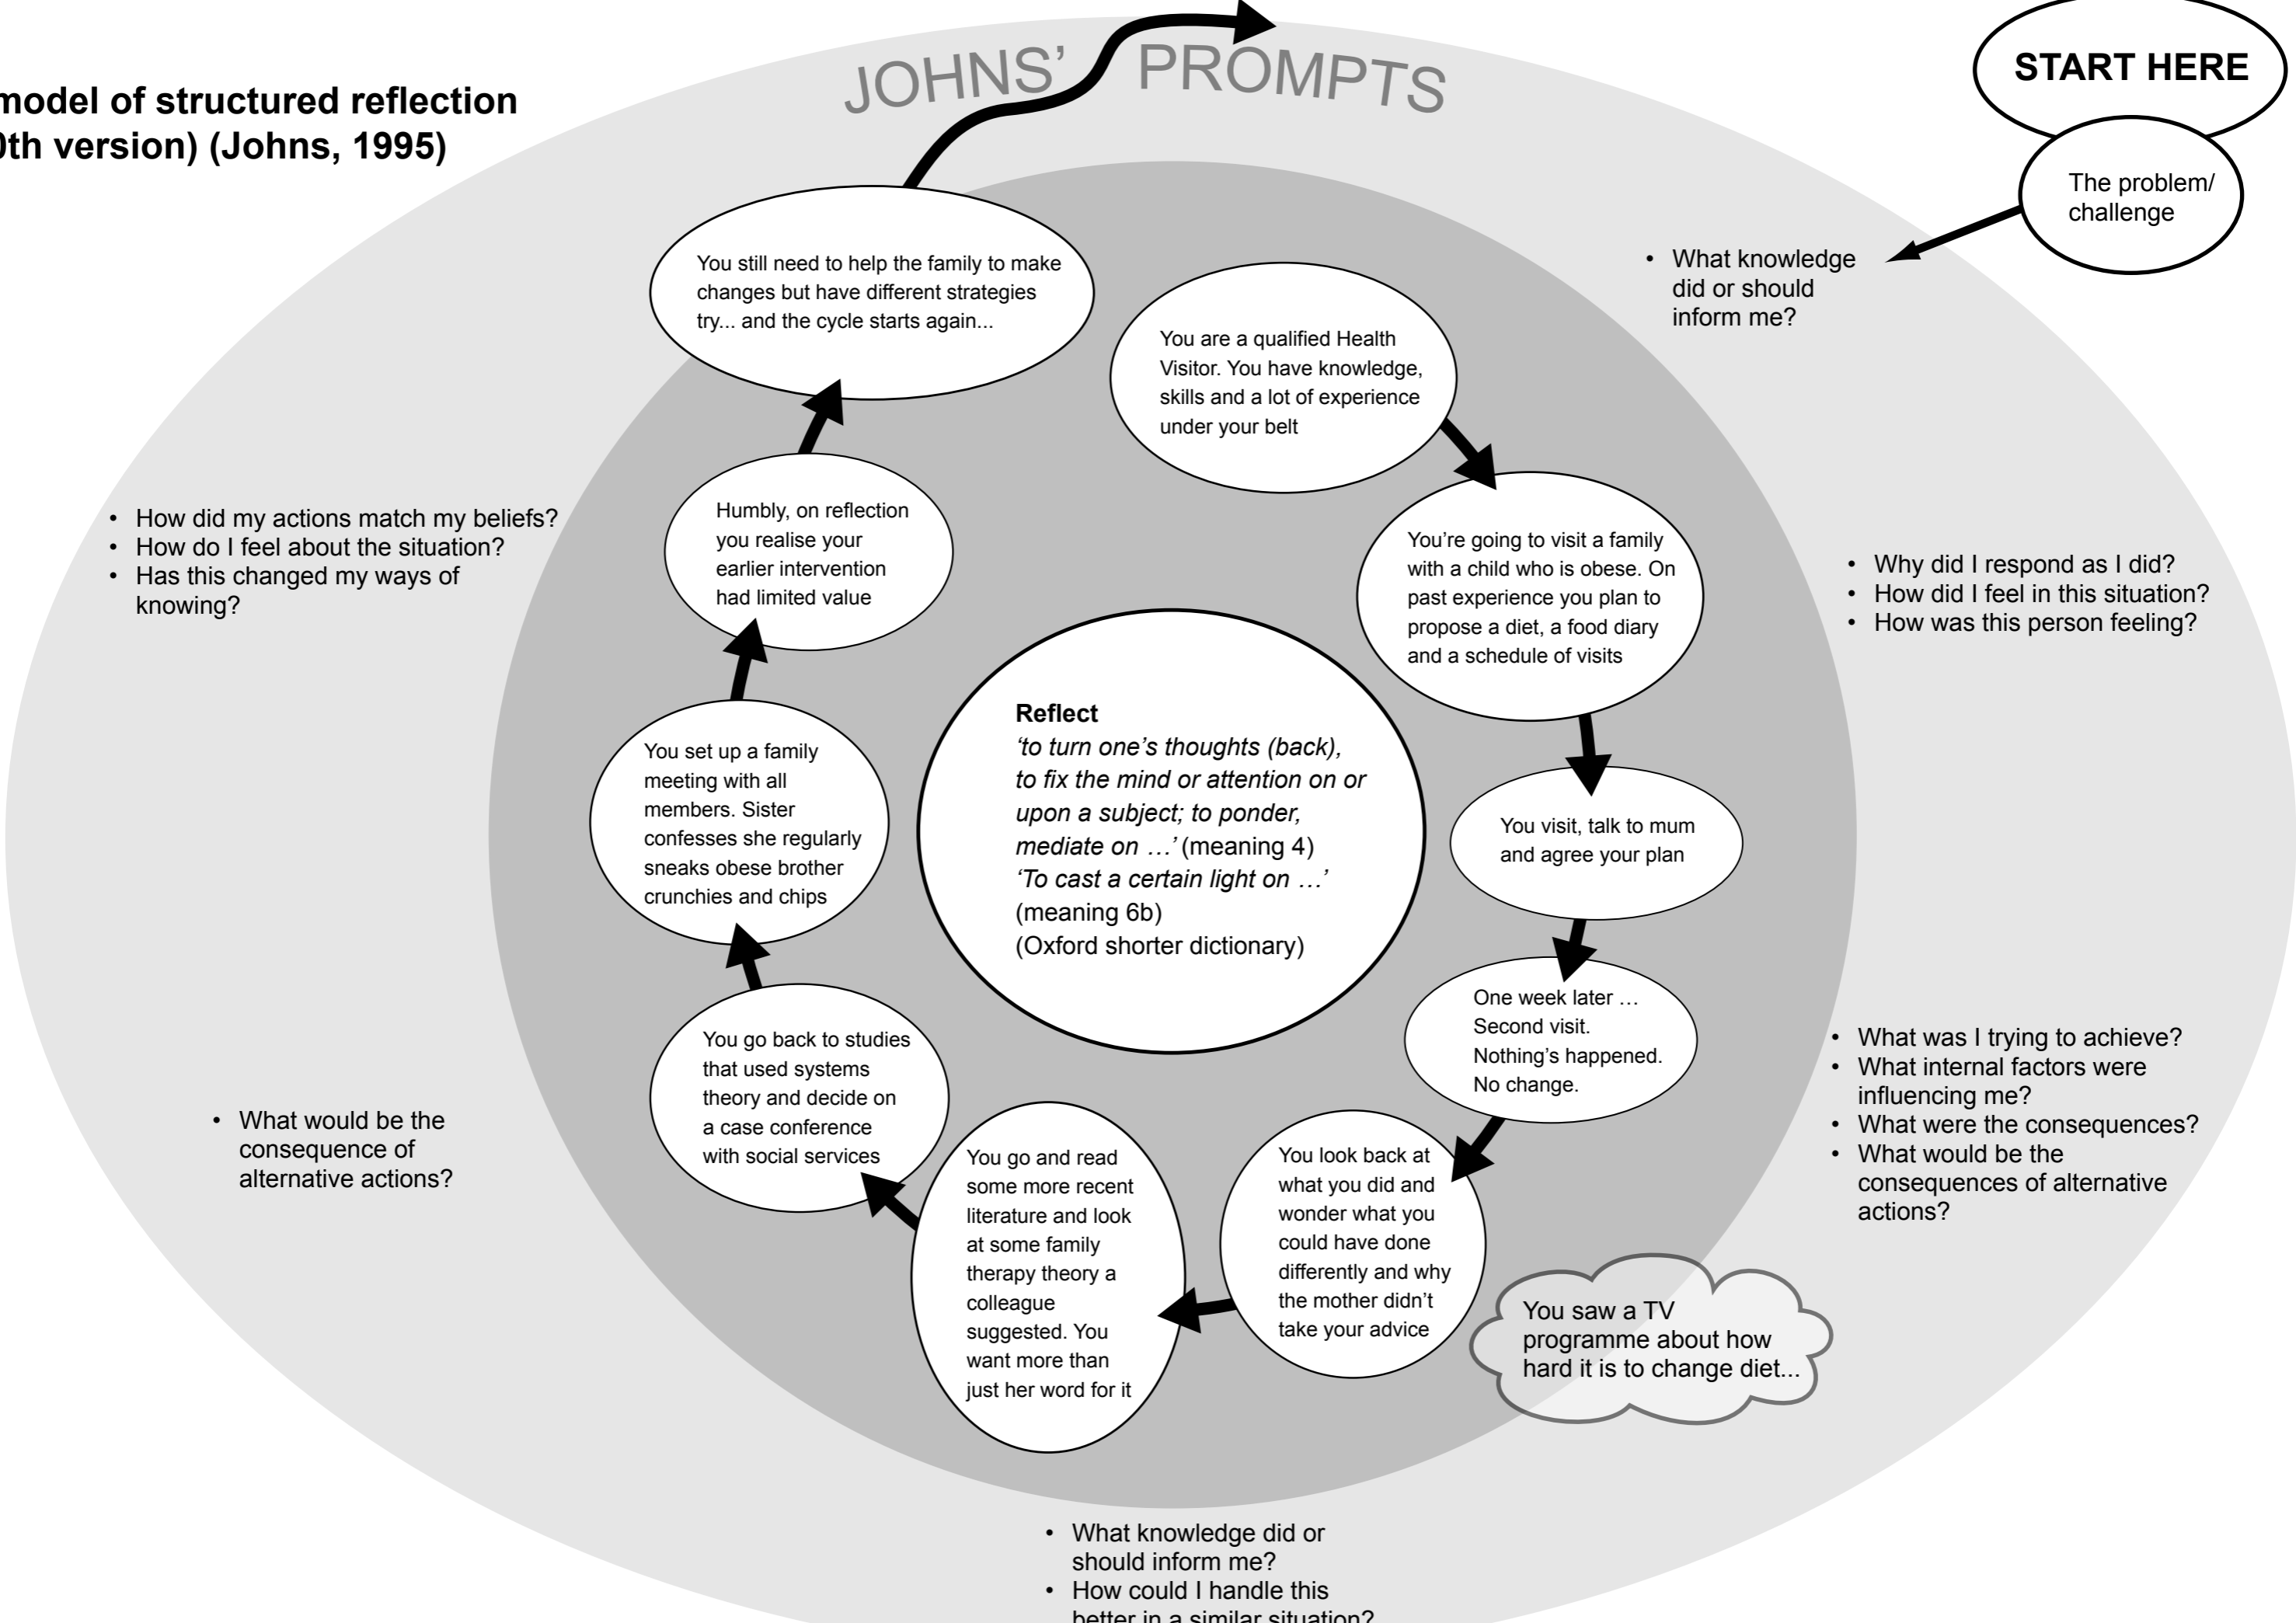 model of structured reflection
0th version) (Johns, 1995)
JOHNS’ PROMPTS
START HERE
The problem/
challenge
• What knowledge
did or should
inform me?
You are a qualified Health
Visitor. You have knowledge,
skills and a lot of experience
under your belt
You’re going to visit a family
with a child who is obese. On
past experience you plan to
propose a diet, a food diary
and a schedule of visits
• Why did I respond as I did?
• How did I feel in this situation?
• How was this person feeling?
You visit, talk to mum
and agree your plan
One week later …
Second visit.
Nothing’s happened.
No change.
• What was I trying to achieve?
• What internal factors were
influencing me?
• What were the consequences?
• What would be the
consequences of alternative
actions?
You look back at
what you did and
wonder what you
could have done
differently and why
the mother didn’t
take your advice
You saw a TV
programme about how
hard it is to change diet...
You go and read
some more recent
literature and look
at some family
therapy theory a
colleague
suggested. You
want more than
just her word for it
• What knowledge did or
should inform me?
• How could I handle this
better in a similar situation?
You go back to studies
that used systems
theory and decide on
a case conference
with social services
• What would be the
consequence of
alternative actions?
You set up a family
meeting with all
members. Sister
confesses she regularly
sneaks obese brother
crunchies and chips
Humbly, on reflection
you realise your
earlier intervention
had limited value
• How did my actions match my beliefs?
• How do I feel about the situation?
• Has this changed my ways of
knowing?
You still need to help the family to make
changes but have different strategies
try... and the cycle starts again...
Reflect
‘to turn one’s thoughts (back),
to fix the mind or attention on or
upon a subject; to ponder,
mediate on …’ (meaning 4)
‘To cast a certain light on …’
(meaning 6b)
(Oxford shorter dictionary)